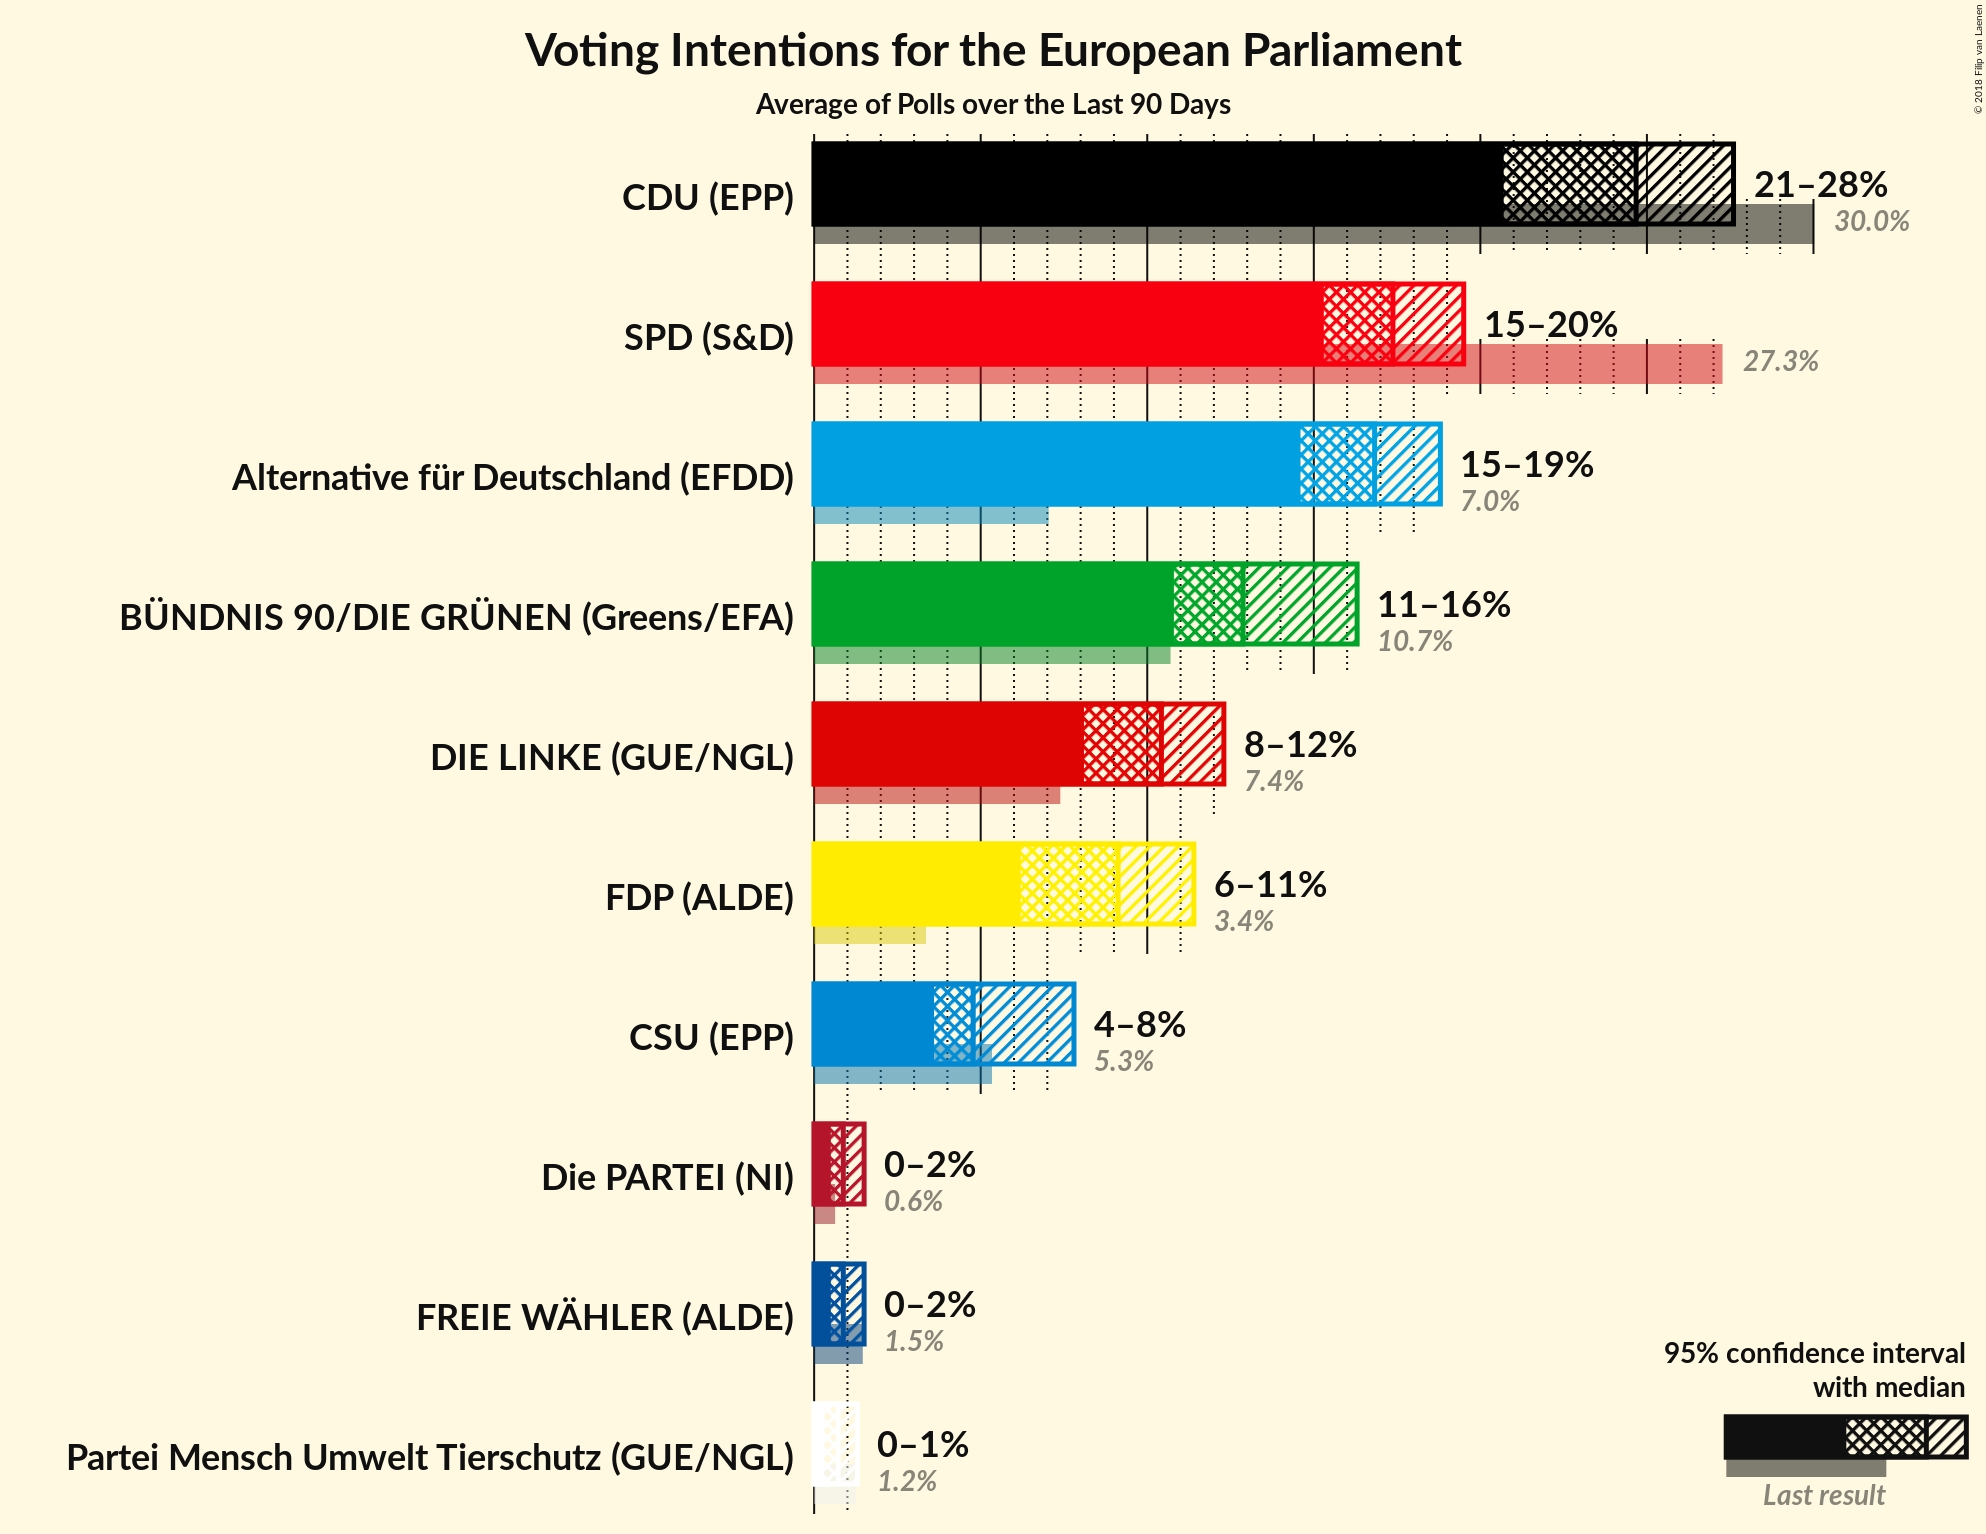 Voting Intentions for the European Parliament
Average of Polls over the Last 90 Days
© 2018 Filip van Laenen
CDU (EPP)
21–28%
30.0%
SPD (S&D)
15–20%
27.3%
Alternative für Deutschland (EFDD)
15–19%
7.0%
BÜNDNIS 90/DIE GRÜNEN (Greens/EFA)
11–16%
10.7%
DIE LINKE (GUE/NGL)
8–12%
7.4%
FDP (ALDE)
6–11%
3.4%
CSU (EPP)
4–8%
5.3%
Die PARTEI (NI)
0–2%
0.6%
FREIE WÄHLER (ALDE)
0–2%
1.5%
Partei Mensch Umwelt Tierschutz (GUE/NGL)
0–1%
1.2%
95% confidence interval
with median
Last result